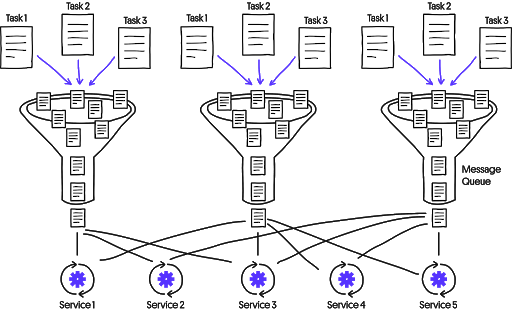 Task 1
Task 2
Task 3
Task 1
Task 2
Task 3
Task 1
Task 2
Task 3
Message
Queue
Service 1
Service 2
Service 3
Service 4
Service 5